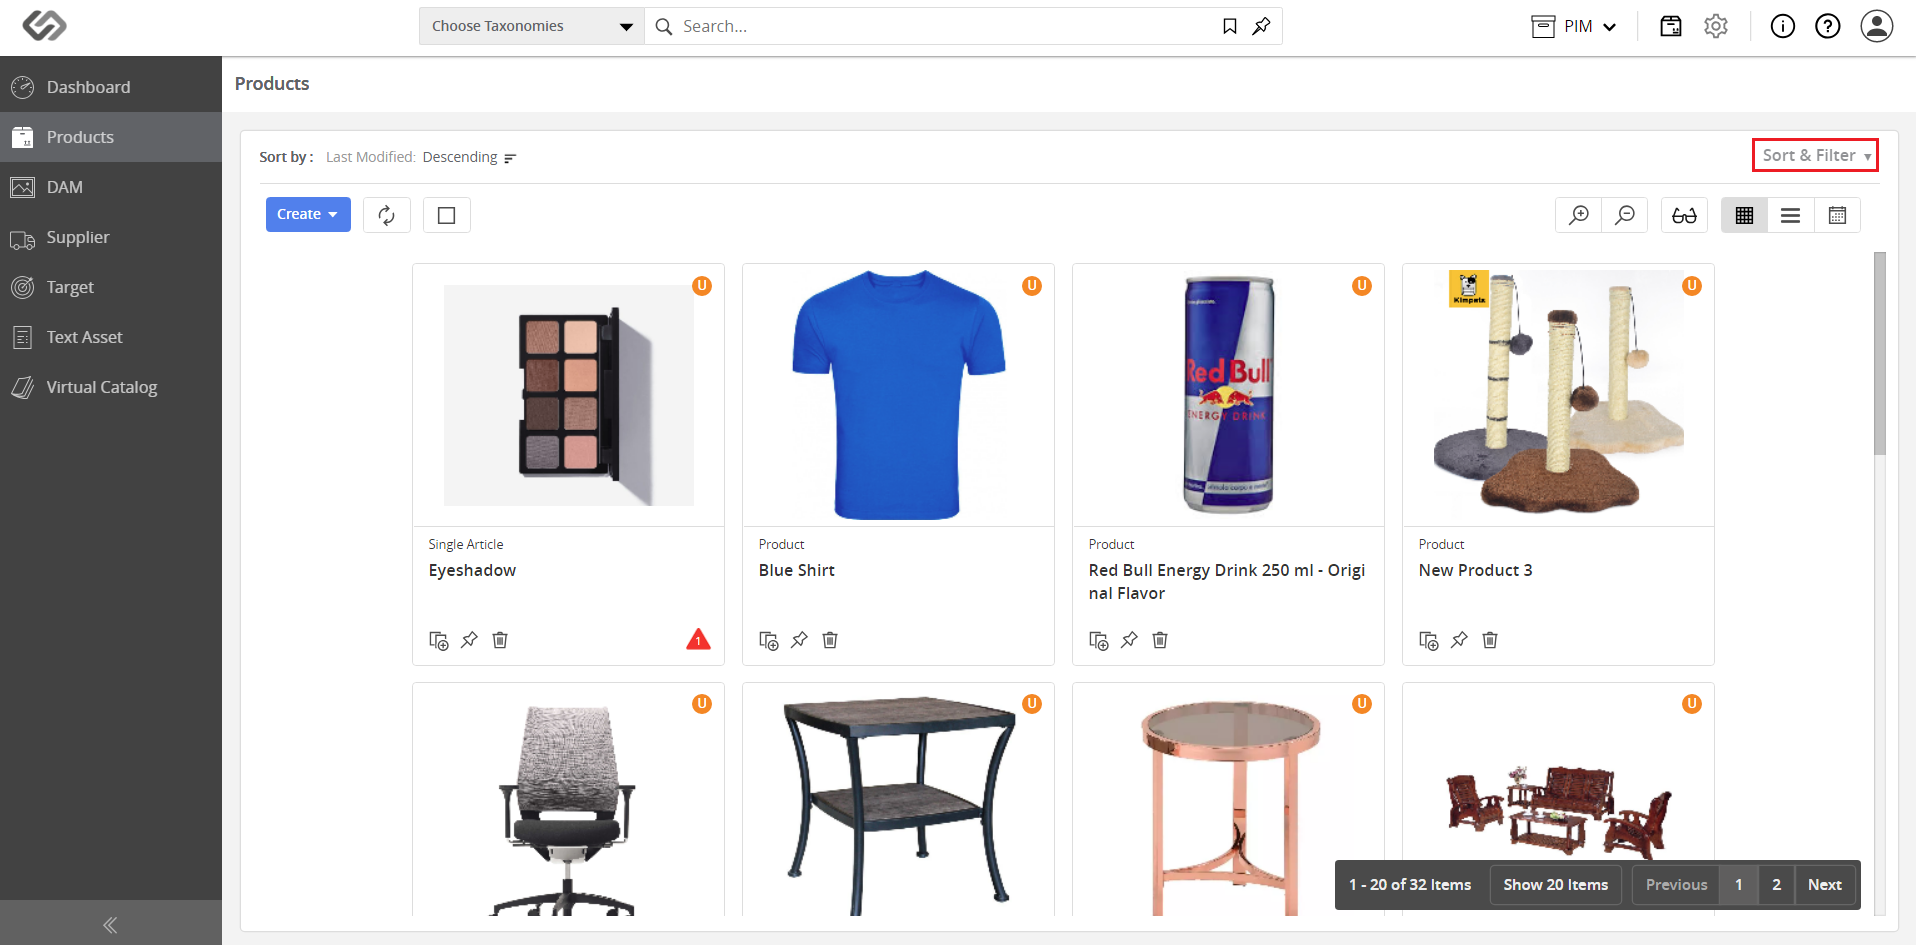 Choose Taxonomies
Search...
PIM
Dashboard
Products
DAM
Supplier
Target
Text Asset
Virtual Catalog
Products
Sort by : Last Modified: Descending
Sort & Filter
Create
U
U
Red Bull
ENERGY DRINK
U
Kimpets
U
Single Article
Eyeshadow
1
Product
Blue Shirt
Product
Red Bull Energy Drink 250 ml - Origi
nal Flavor
Product
New Product 3
U
U
U
U
1 - 20 of 32 Items
Show 20 Items
Previous
1
2
Next